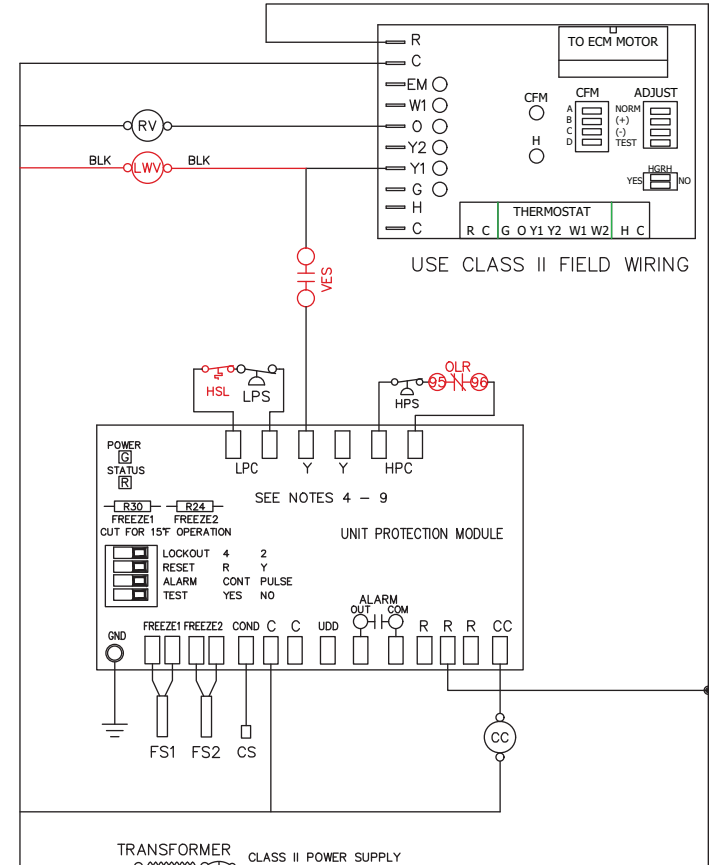 R
C
EM
W1
O
Y2
Y1
G
H
C
TO ECM MOTOR
CFM
H
CFM
A
B
C
D
ADJUST
NORM
(+)
(-)
TEST
HGRH
YES
NO
THERMOSTAT
R C G O Y1 Y2 W1 W2 H C
USE CLASS II FIELD WIRING
RV
BLK LWV BLK
VES
HSL LPS
OLR
95 96
HPS
LPC Y Y HPC
POWER
G
STATUS
R
SEE NOTES 4 – 9
R30 R24
FREEZE1 FREEZE2
CUT FOR 15°F OPERATION
UNIT PROTECTION MODULE
LOCKOUT 4 2
RESET R Y
ALARM CONT PULSE
TEST YES NO
ALARM
OUT COM
GND FREEZE1 FREEZE2 COND C C UDD R R R CC
FS1 FS2 CS
CC
TRANSFORMER
CLASS II POWER SUPPLY